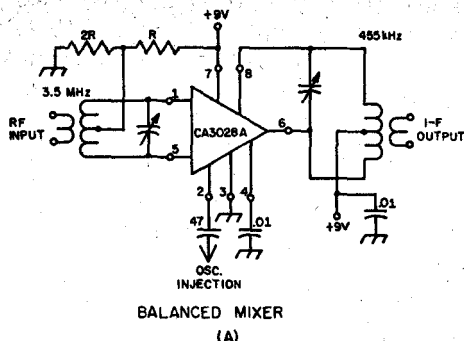 +9V
2R
R
455kHz
7
8
3.5 MHz
1
RF
INPUT
CA3028A
6
I-F
OUTPUT
5
2
3
4
47
.01
+9V
.01
OSC.
INJECTION
BALANCED MIXER
(A)